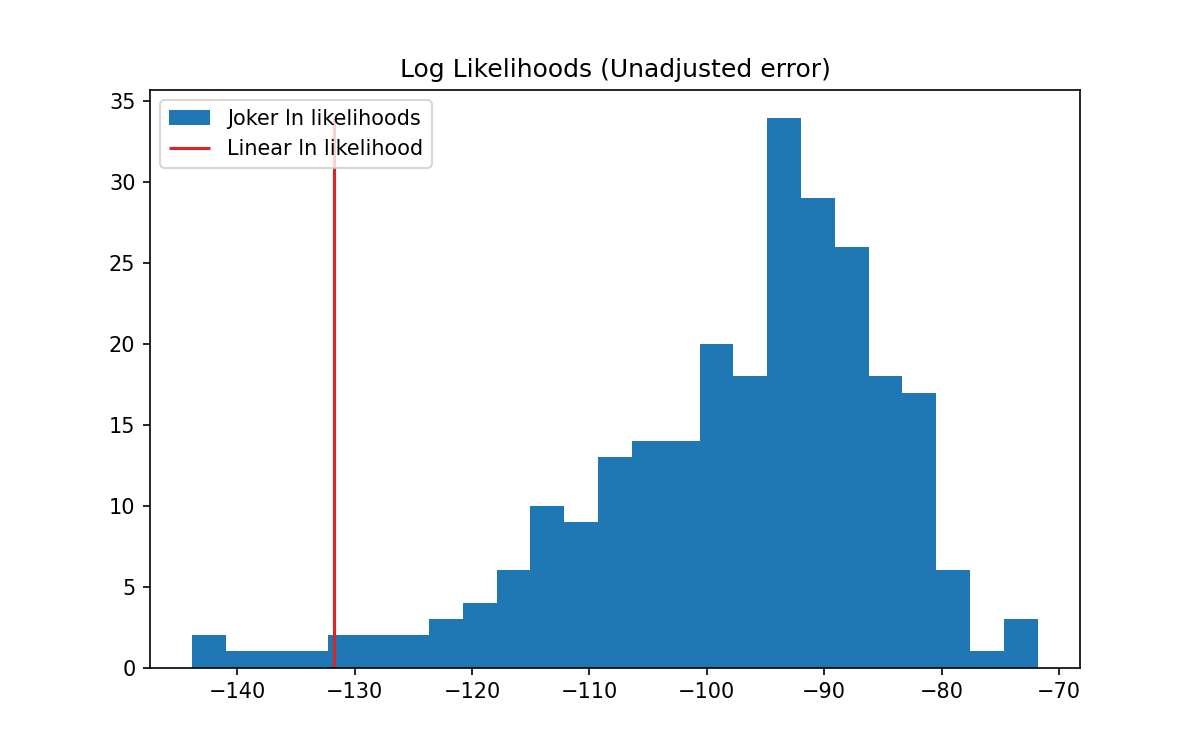 Log Likelihoods (Unadjusted error)
Joker ln likelihoods
Linear ln likelihood
35
30
25
20
15
10
5
0
−140 −130 −120 −110 −100 −90 −80 −70